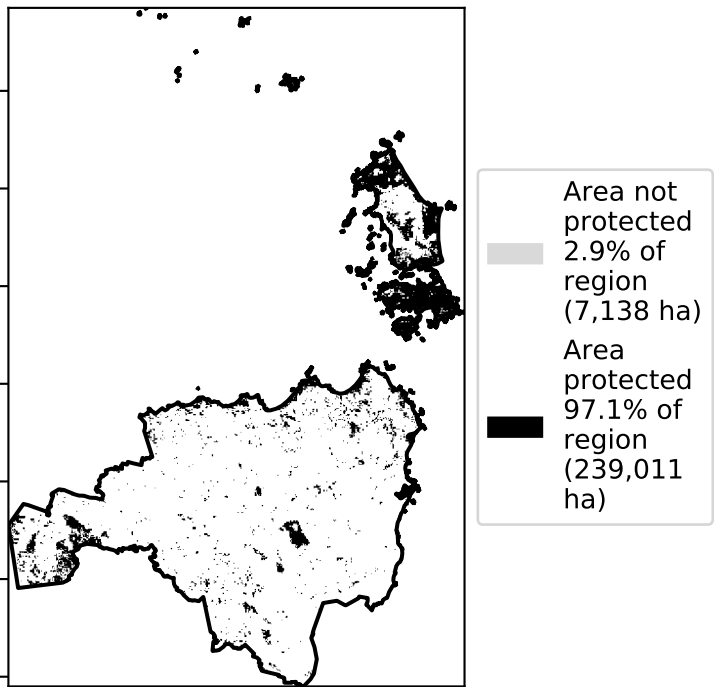 Area not
protected
2.9% of
region
(7,138 ha)
Area
protected
97.1% of
region
(239,011
ha)